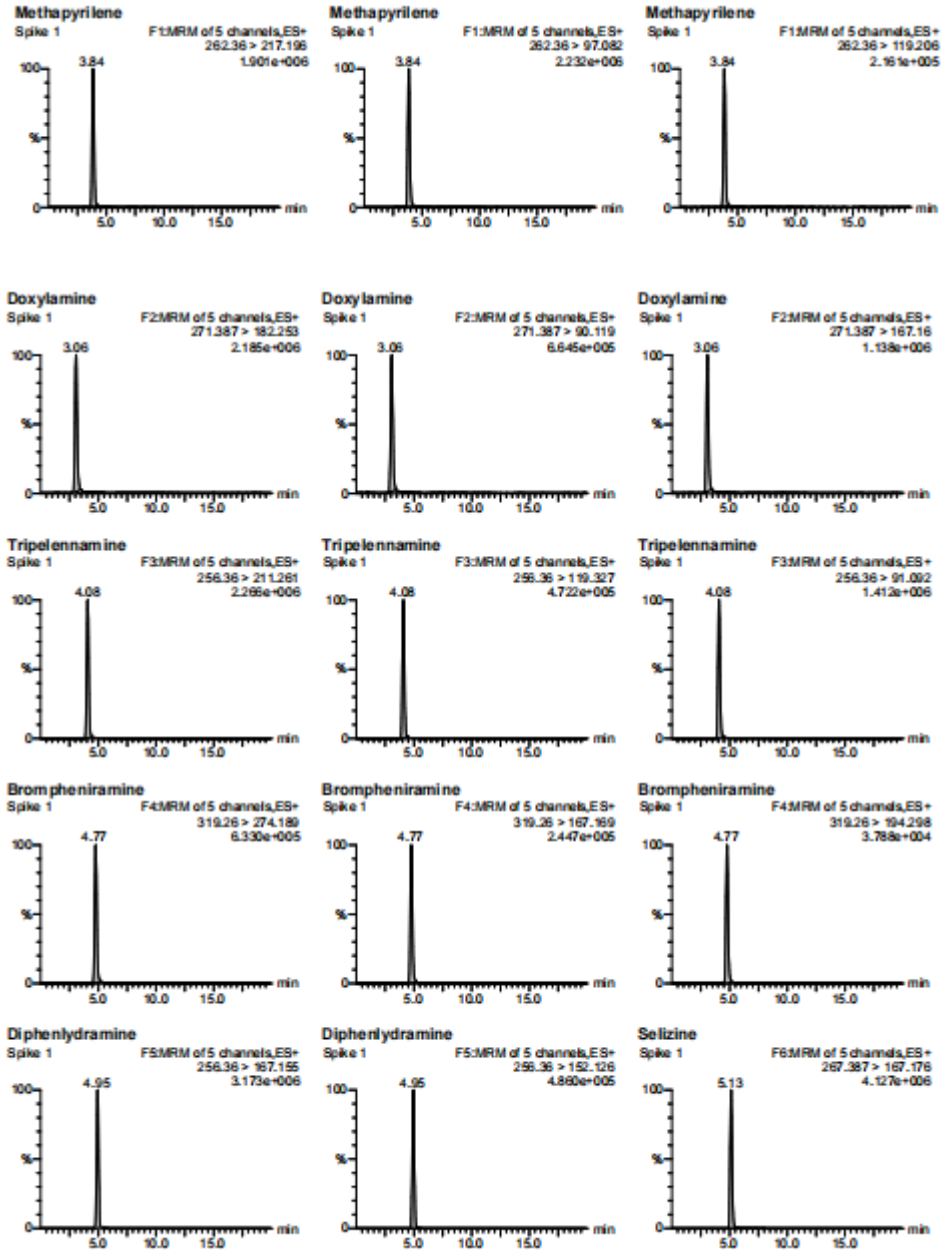 Methapyrilene
Spike 1 F1:MRM of 5 channels,ES+
262.36 > 217.196
1.901e+006
3.84
100
%
0
5.0 10.0 15.0 min
Methapyrilene
Spike 1 F1:MRM of 5 channels,ES+
262.36 > 97.082
2.232e+006
3.84
100
%
0
5.0 10.0 15.0 min
Methapyrilene
Spike 1 F1:MRM of 5 channels,ES+
262.36 > 119.206
2.161e+005
3.84
100
%
0
5.0 10.0 15.0 min
Doxylamine
Spike 1 F2:MRM of 5 channels,ES+
271.387 > 182.253
2.185e+006
3.06
100
%
0
5.0 10.0 15.0 min
Doxylamine
Spike 1 F2:MRM of 5 channels,ES+
271.387 > 90.119
6.645e+005
3.06
100
%
0
5.0 10.0 15.0 min
Doxylamine
Spike 1 F2:MRM of 5 channels,ES+
271.387 > 167.16
1.138e+006
3.06
100
%
0
5.0 10.0 15.0 min
Tripelennamine
Spike 1 F3:MRM of 5 channels,ES+
256.36 > 211.261
2.266e+006
4.08
100
%
0
5.0 10.0 15.0 min
Tripelennamine
Spike 1 F3:MRM of 5 channels,ES+
256.36 > 119.327
4.722e+005
4.08
100
%
0
5.0 10.0 15.0 min
Tripelennamine
Spike 1 F3:MRM of 5 channels,ES+
256.36 > 91.092
1.412e+006
4.08
100
%
0
5.0 10.0 15.0 min
Brompheniramine
Spike 1 F4:MRM of 5 channels,ES+
319.26 > 274.189
6.330e+005
4.77
100
%
0
5.0 10.0 15.0 min
Brompheniramine
Spike 1 F4:MRM of 5 channels,ES+
319.26 > 167.169
2.447e+005
4.77
100
%
0
5.0 10.0 15.0 min
Brompheniramine
Spike 1 F4:MRM of 5 channels,ES+
319.26 > 194.298
3.788e+004
4.77
100
%
0
5.0 10.0 15.0 min
Diphenlydramine
Spike 1 F5:MRM of 5 channels,ES+
256.36 > 167.155
3.173e+006
4.95
100
%
0
5.0 10.0 15.0 min
Diphenlydramine
Spike 1 F5:MRM of 5 channels,ES+
256.36 > 152.126
4.860e+005
4.95
100
%
0
5.0 10.0 15.0 min
Selizine
Spike 1 F6:MRM of 5 channels,ES+
267.387 > 167.176
4.127e+006
5.13
100
%
0
5.0 10.0 15.0 min